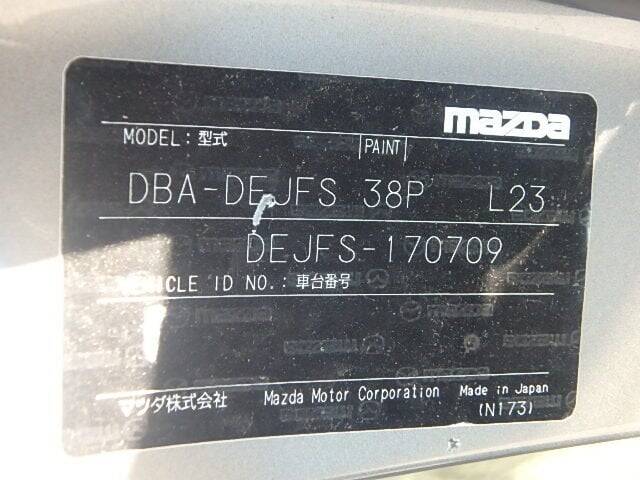 mazda
MODEL: 型式 PAINT
DBA-DEJFS 38P L23
DEJFS-170709
VEHICLE ID NO.: 車台番号
マツダ株式会社 Mazda Motor Corporation Made in Japan
(N173)